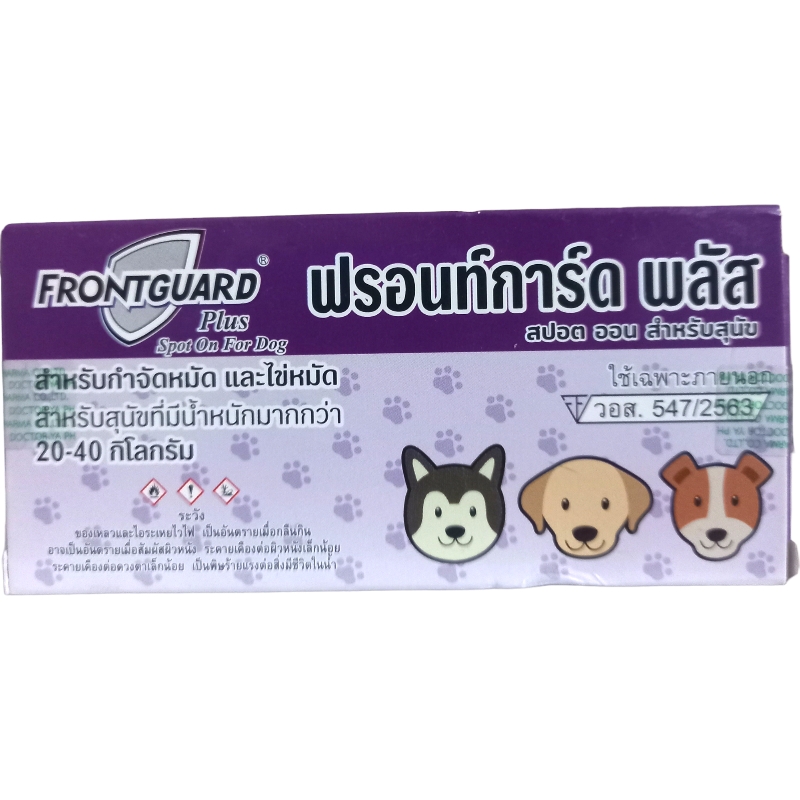 FRONTGUARD®
Plus
Spot On For Dog
ฟรอนท์การ์ด พลัส
สปอต ออน สำหรับสุนัข
สำหรับกำจัดหมัด และไข่หมัด
สำหรับสุนัขที่มีน้ำหนักมากกว่า
20-40 กิโลกรัม
ใช้เฉพาะภายนอก
วอส. 547/2563
ระวัง
ของเหลวและไอระเหยไวไฟ เป็นอันตรายเมื่อกลืนกิน
อาจเป็นอันตรายเมื่อสัมผัสผิวหนัง ระคายเคืองต่อผิวหนังเล็กน้อย
ระคายเคืองต่อดวงตาเล็กน้อย เป็นพิษร้ายแรงต่อสิ่งมีชีวิตในน้ำ